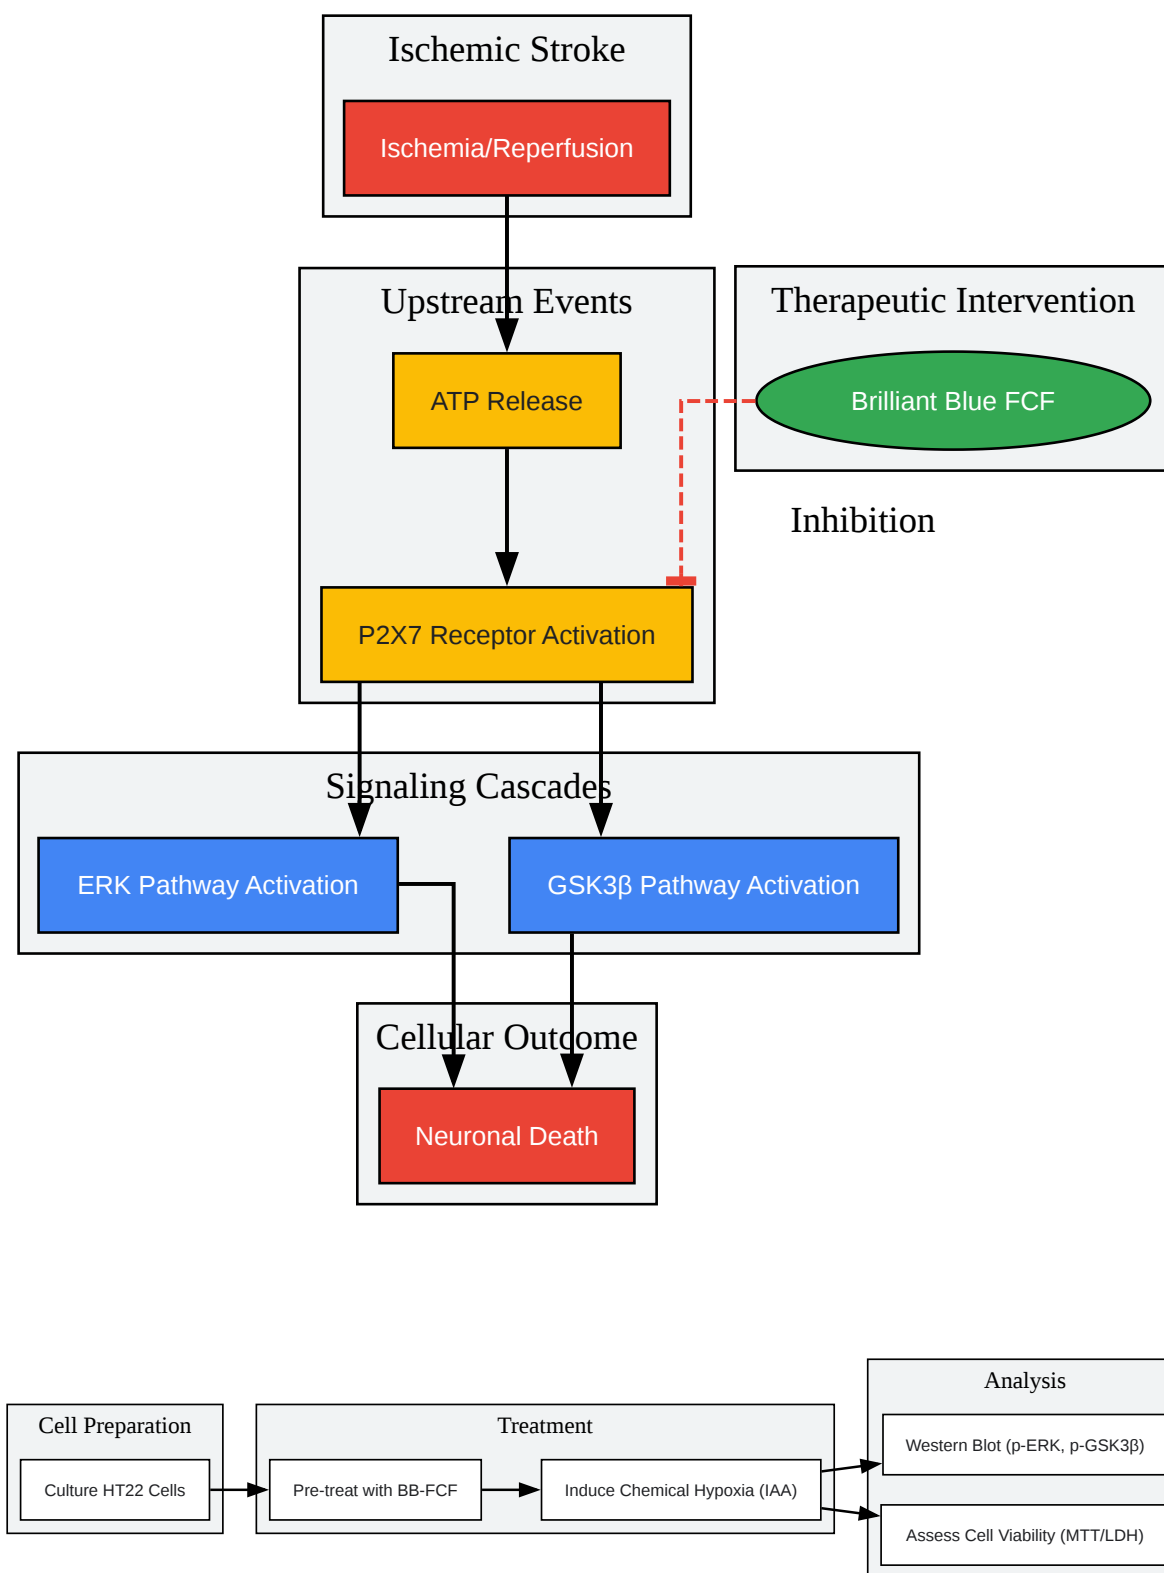 Ischemic Stroke
Ischemia/Reperfusion
Upstream Events
Therapeutic Intervention
ATP Release
Brilliant Blue FCF
Inhibition
P2X7 Receptor Activation
Signaling Cascades
ERK Pathway Activation
GSK3β Pathway Activation
Cellular Outcome
Neuronal Death
Cell Preparation
Culture HT22 Cells
Treatment
Pre-treat with BB-FCF
Induce Chemical Hypoxia (IAA)
Analysis
Western Blot (p-ERK, p-GSK3β)
Assess Cell Viability (MTT/LDH)